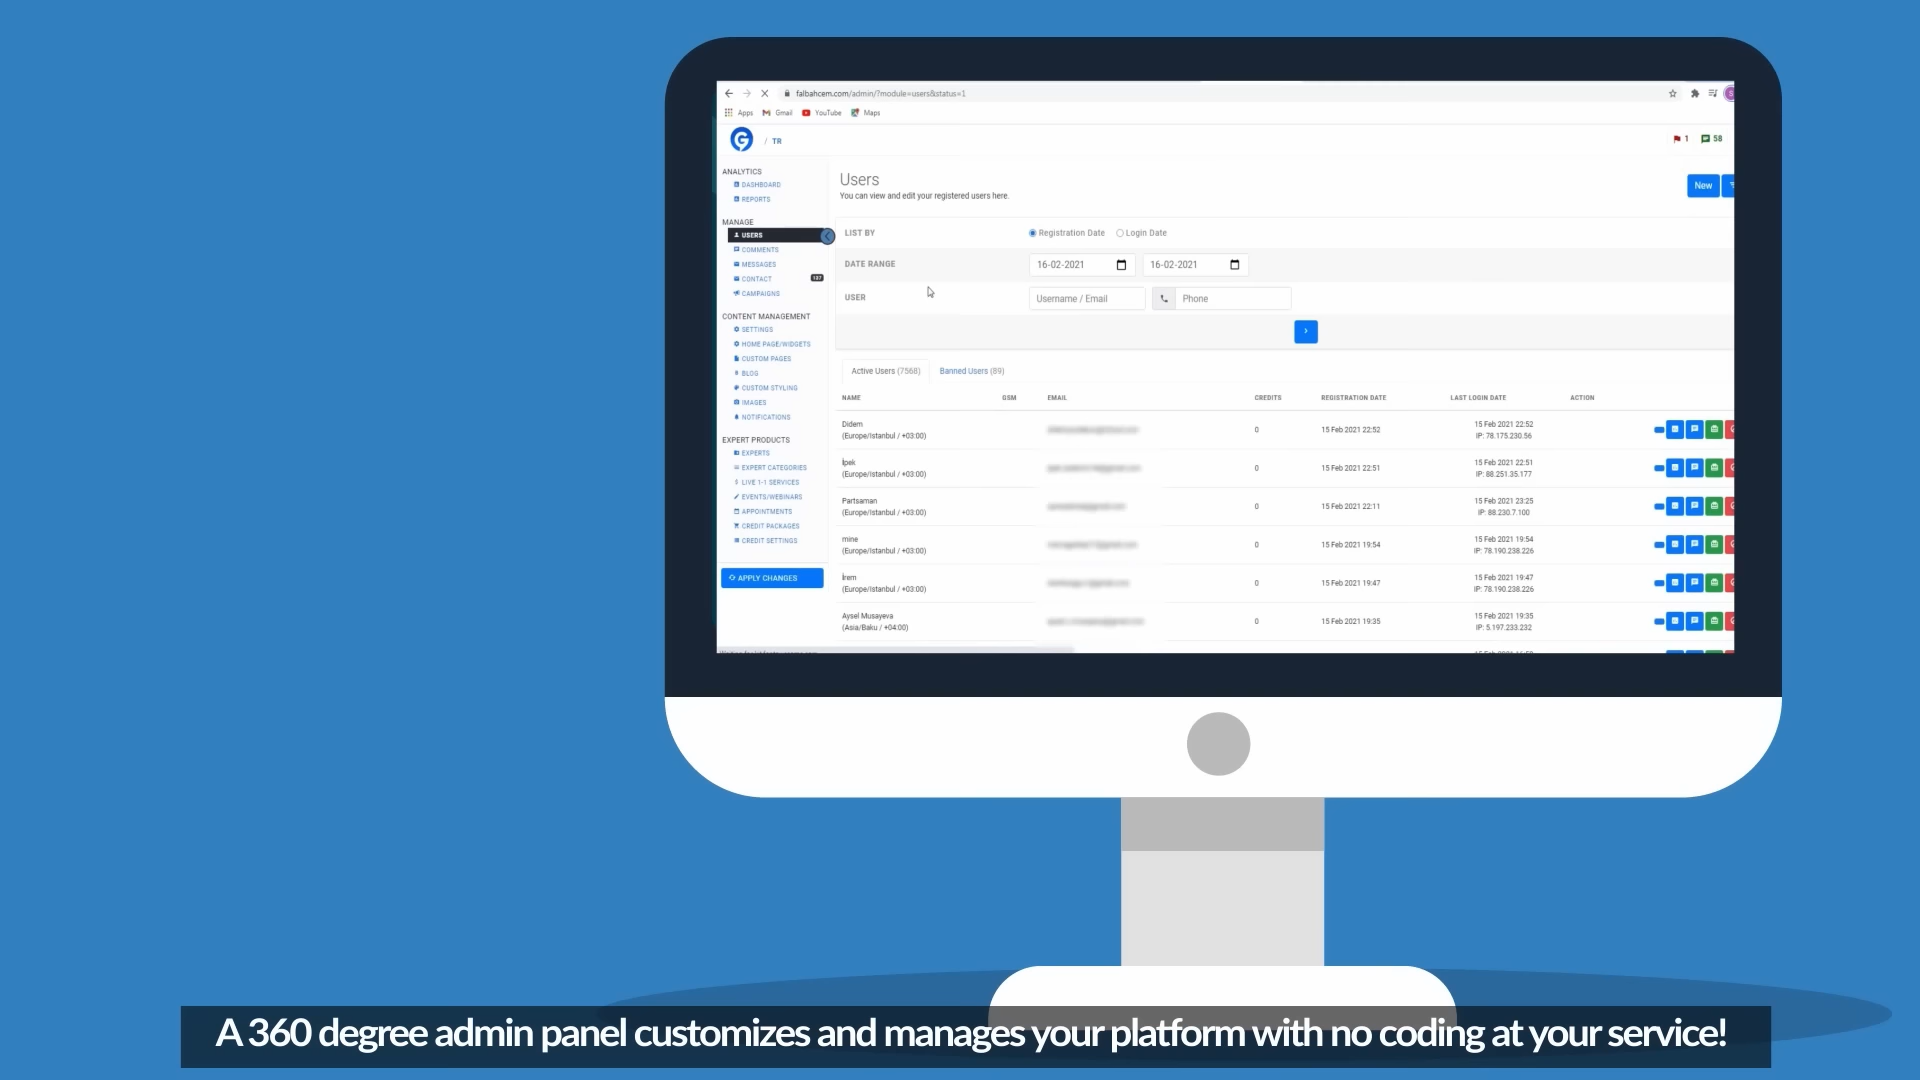 falbahcem.com/admin/?module=users&status=1
Apps Gmail YouTube Maps
G / TR
1 58
ANALYTICS
DASHBOARD
REPORTS
MANAGE
USERS
COMMENTS
MESSAGES
CONTACT 137
CAMPAIGNS
CONTENT MANAGEMENT
SETTINGS
HOME PAGE/WIDGETS
CUSTOM PAGES
BLOG
CUSTOM STYLING
IMAGES
NOTIFICATIONS
EXPERT PRODUCTS
EXPERTS
EXPERT CATEGORIES
LIVE 1-1 SERVICES
EVENTS/WEBINARS
APPOINTMENTS
CREDIT PACKAGES
CREDIT SETTINGS
APPLY CHANGES
Users
You can view and edit your registered users here.
New
LIST BY Registration Date Login Date
DATE RANGE 16-02-2021 16-02-2021
USER Username / Email Phone
Active Users (7568) Banned Users (89)
NAME GSM EMAIL CREDITS REGISTRATION DATE LAST LOGIN DATE ACTION
Didem 15 Feb 2021 22:52
(Europe/Istanbul / +03:00) 0 15 Feb 2021 22:52 IP: 78.175.230.56
İpek 15 Feb 2021 22:51
(Europe/Istanbul / +03:00) 0 15 Feb 2021 22:51 IP: 88.251.35.177
Partsaman 15 Feb 2021 23:25
(Europe/Istanbul / +03:00) 0 15 Feb 2021 22:11 IP: 88.230.7.100
mine 15 Feb 2021 19:54
(Europe/Istanbul / +03:00) 0 15 Feb 2021 19:54 IP: 78.190.238.226
İrem 15 Feb 2021 19:47
(Europe/Istanbul / +03:00) 0 15 Feb 2021 19:47 IP: 78.190.238.226
Aysel Musayeva 15 Feb 2021 19:35
(Asia/Baku / +04:00) 0 15 Feb 2021 19:35 IP: 5.197.233.232
A 360 degree admin panel customizes and manages your platform with no coding at your service!